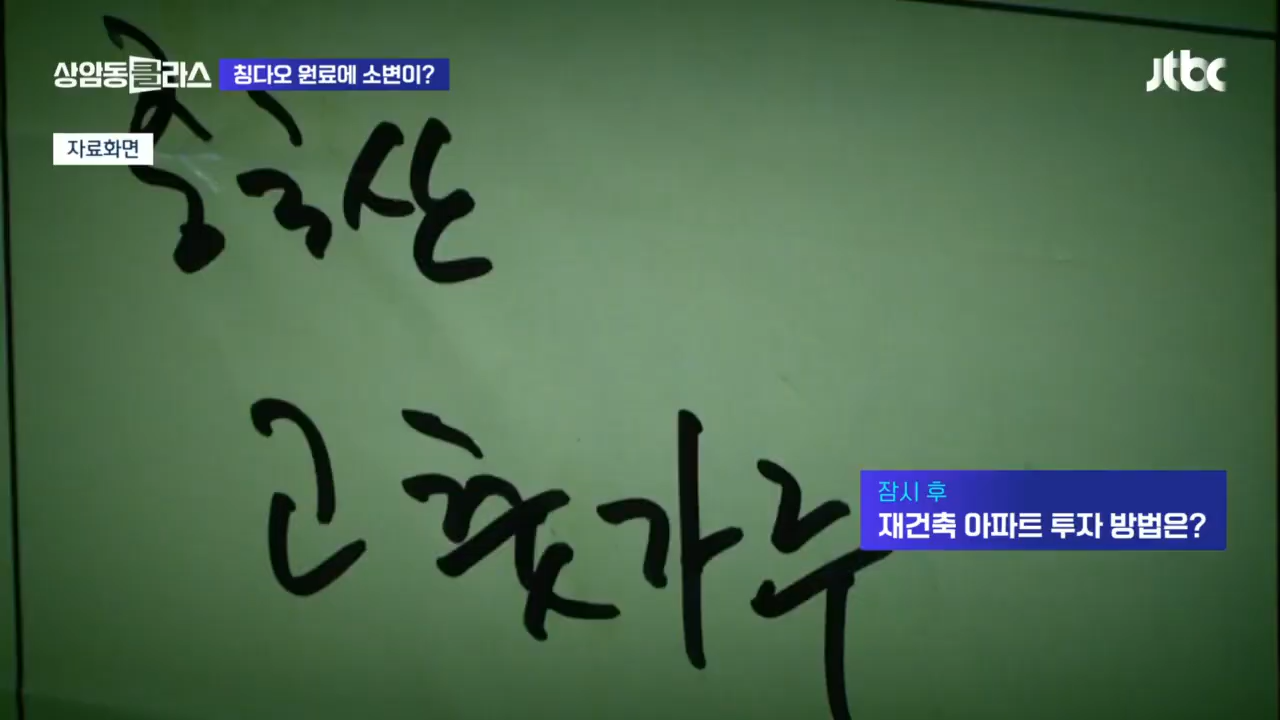 상암동클라스 칭다오 원료에 소변이?
jtbc
자료화면
중국산
고춧가루
잠시 후
재건축 아파트 투자 방법은?